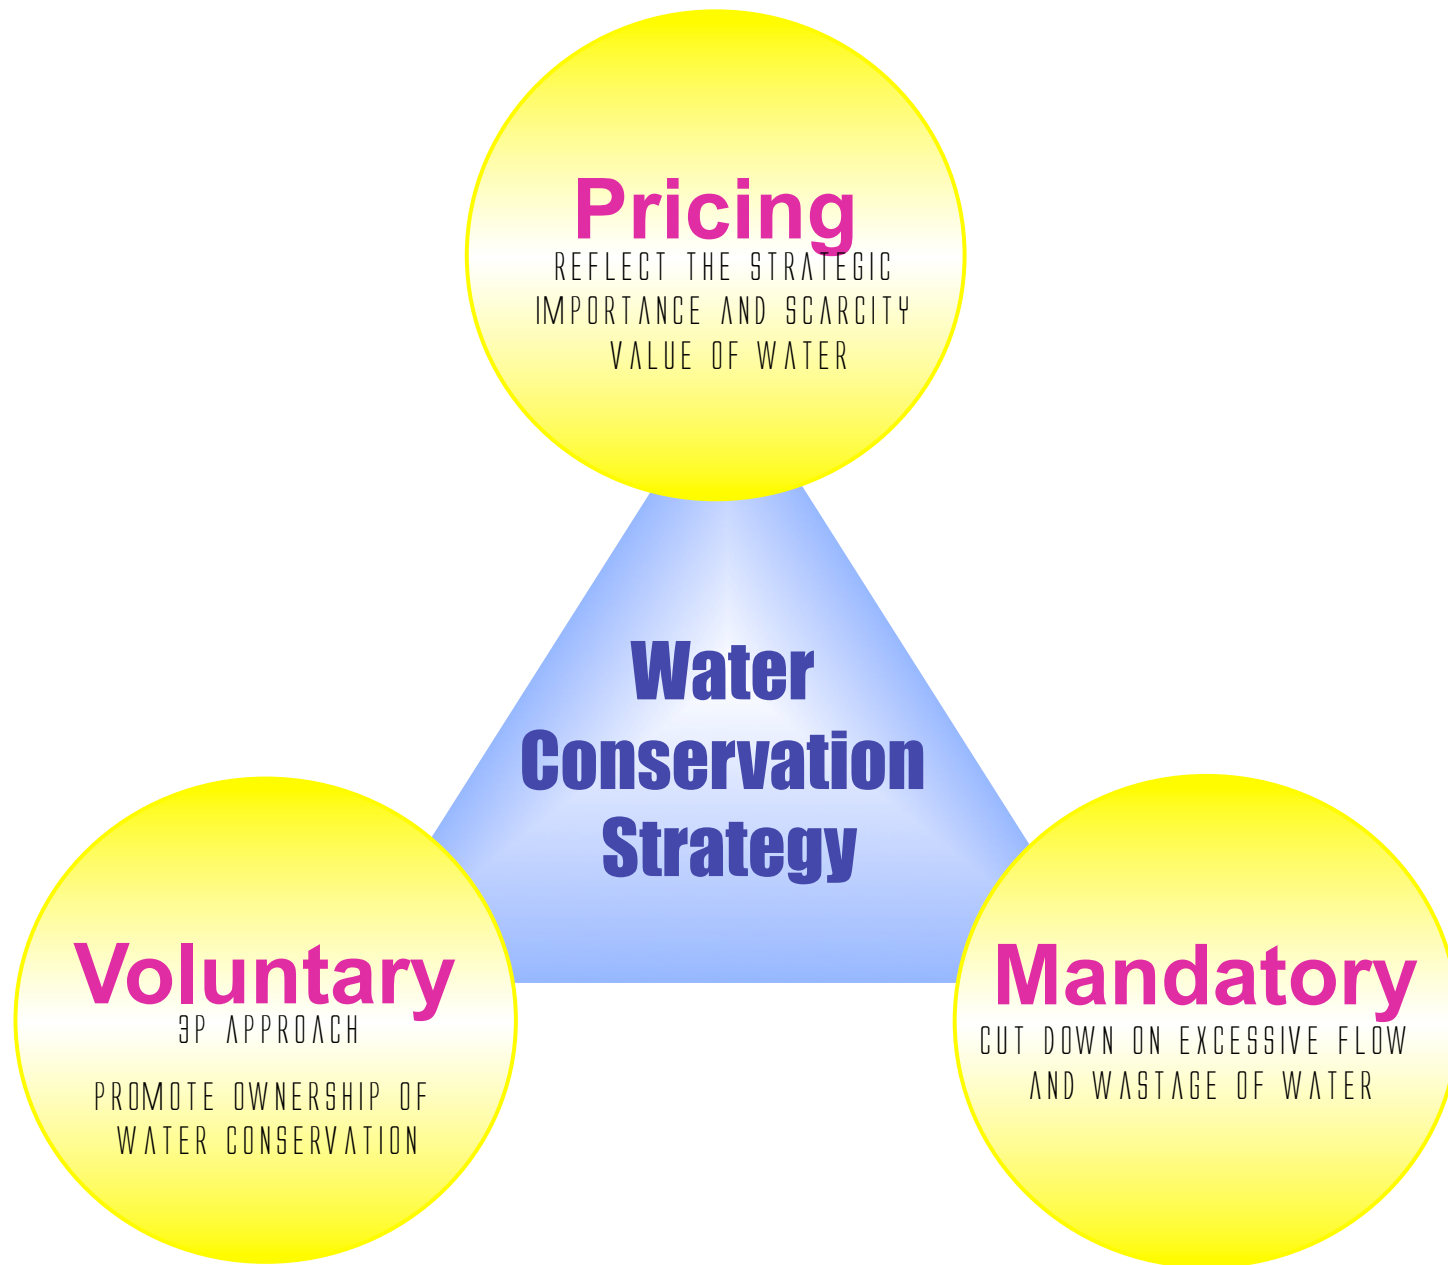 Pricing
REFLECT THE STRATEGIC
IMPORTANCE AND SCARCITY
VALUE OF WATER
Water
Conservation
Strategy
Voluntary
3P APPROACH
PROMOTE OWNERSHIP OF
WATER CONSERVATION
Mandatory
CUT DOWN ON EXCESSIVE FLOW
AND WASTAGE OF WATER